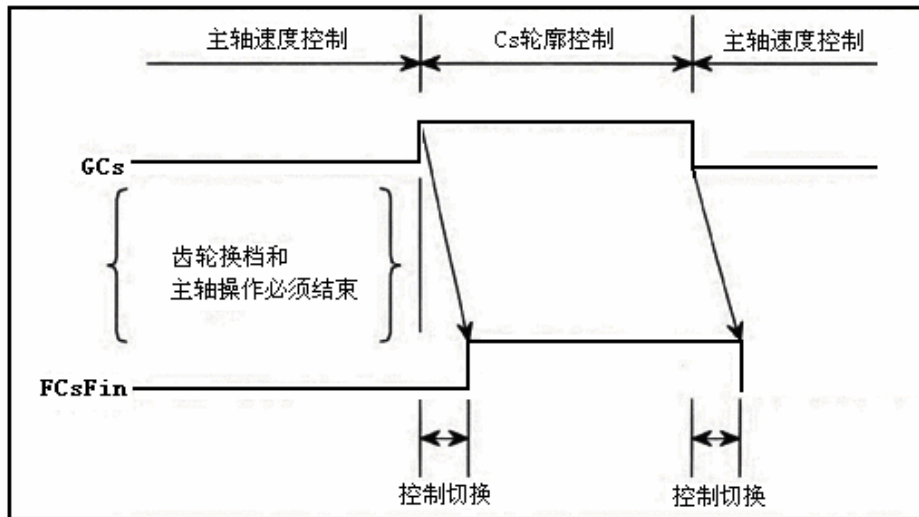 主轴速度控制
Cs轮廓控制
主轴速度控制
GCs
齿轮换档和
主轴操作必须结束
FCsFin
控制切换
控制切换